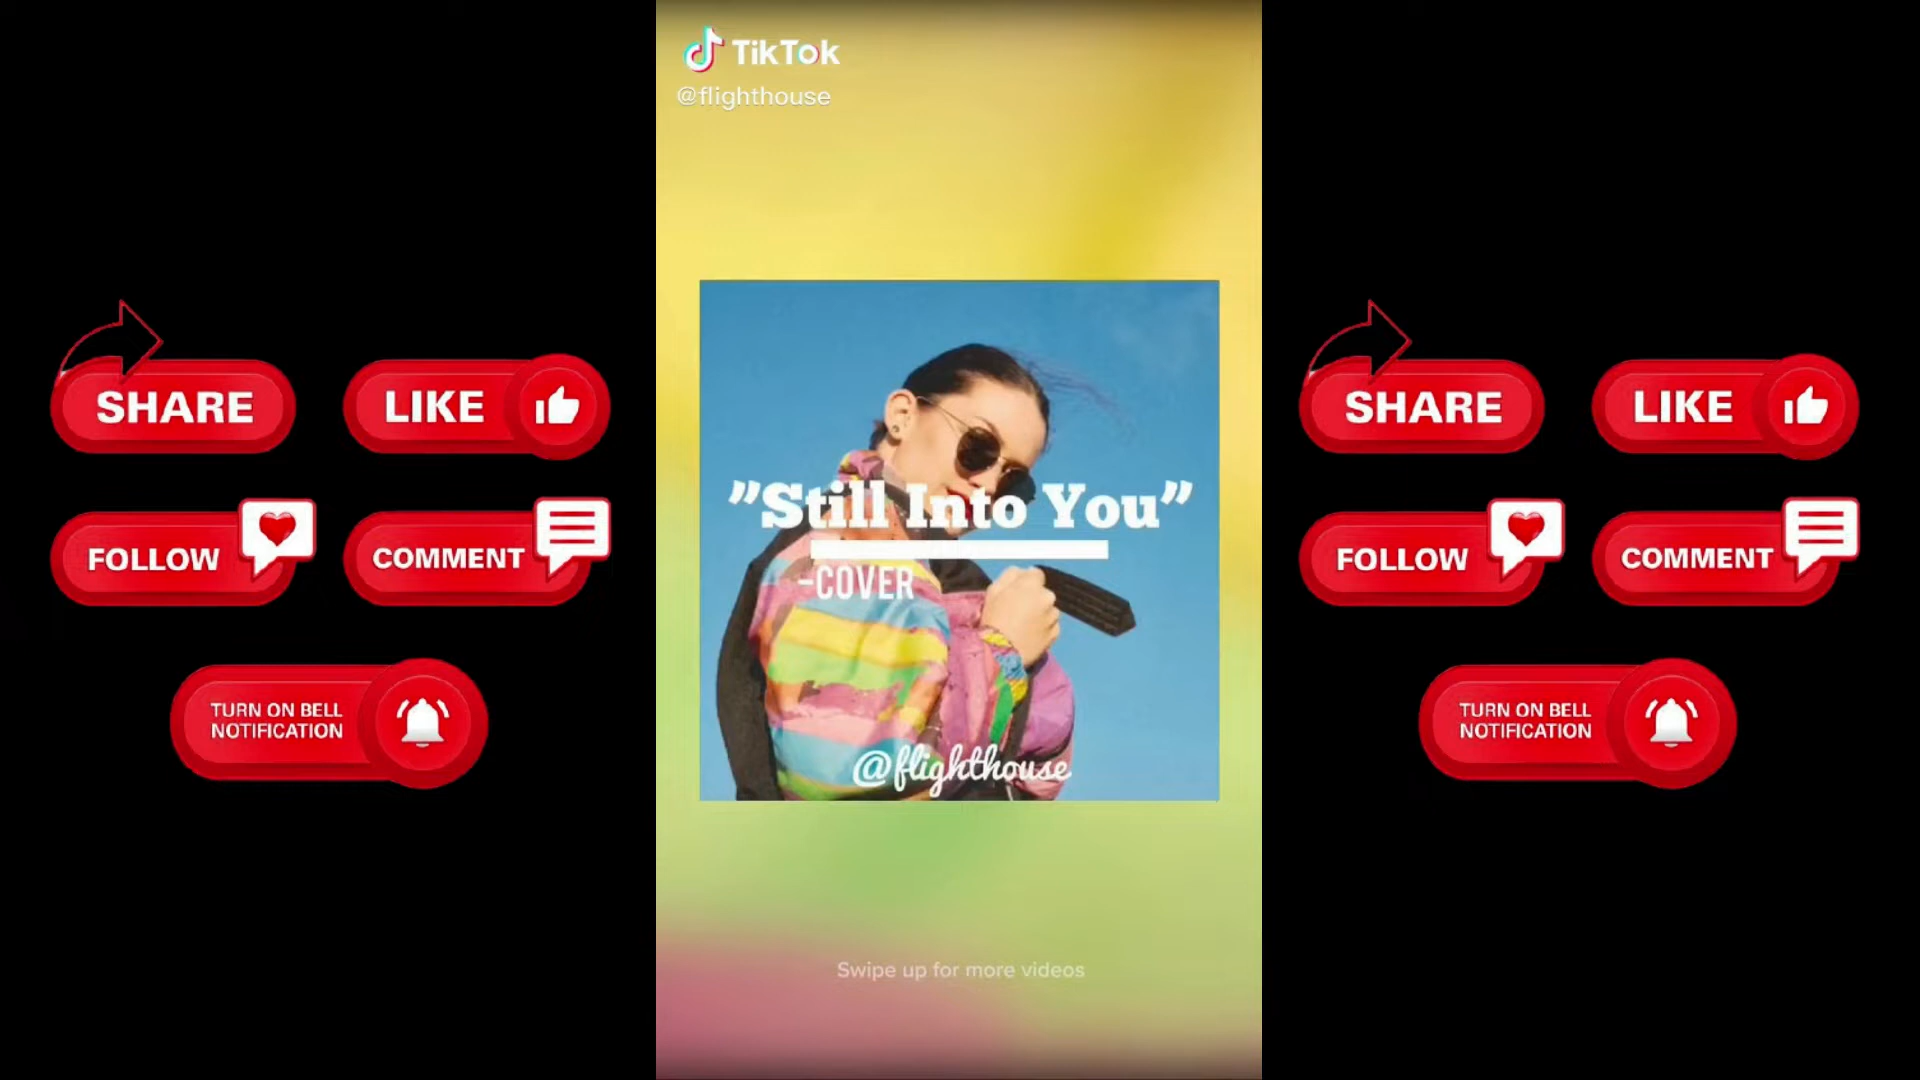 TikTok
@flighthouse
SHARE
LIKE
FOLLOW
COMMENT
TURN ON BELL
NOTIFICATION
"Still Into You"
-COVER
@flighthouse
Swipe up for more videos
SHARE
LIKE
FOLLOW
COMMENT
TURN ON BELL
NOTIFICATION